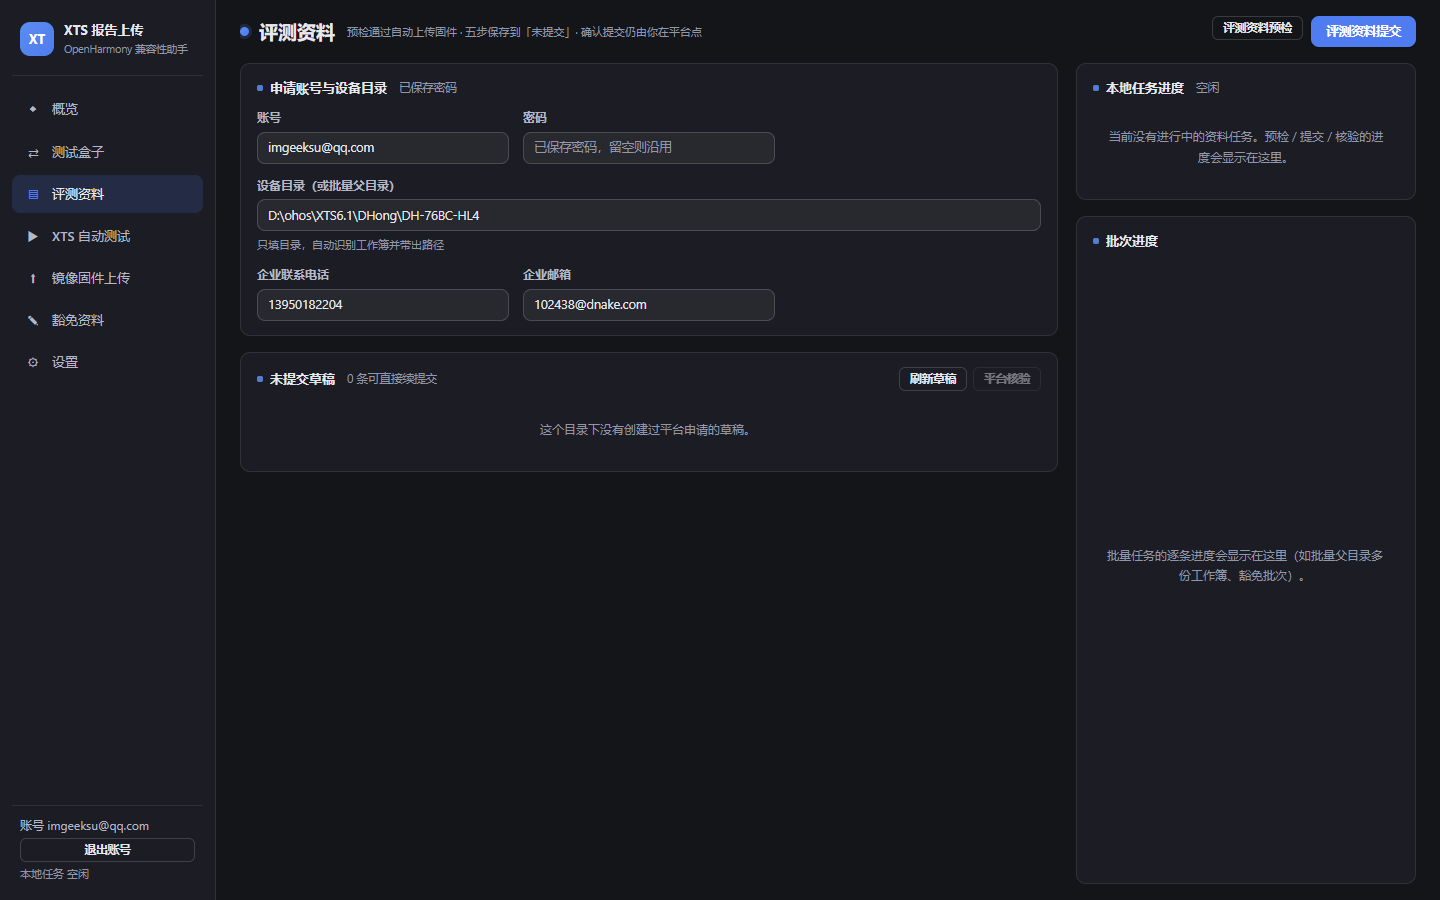 XT
XTS 报告上传
OpenHarmony 兼容性助手
概览
测试盒子
评测资料
XTS 自动测试
镜像固件上传
豁免资料
设置
账号 imgeeksu@qq.com
退出账号
本地任务 空闲
评测资料 预检通过自动上传固件 · 五步保存到「未提交」 · 确认提交仍由你在平台点
评测资料预检
评测资料提交
申请账号与设备目录 已保存密码
账号
密码
imgeeksu@qq.com
已保存密码，留空则沿用
设备目录（或批量父目录）
D:\ohos\XTS6.1\DHong\DH-76BC-HL4
只填目录，自动识别工作簿并带出路径
企业联系电话
企业邮箱
13950182204
102438@dnake.com
未提交草稿 0 条可直接续提交
刷新草稿
平台核验
这个目录下没有创建过平台申请的草稿。
本地任务进度 空闲
当前没有进行中的资料任务。预检 / 提交 / 核验的进
度会显示在这里。
批次进度
批量任务的逐条进度会显示在这里（如批量父目录多
份工作簿、豁免批次）。